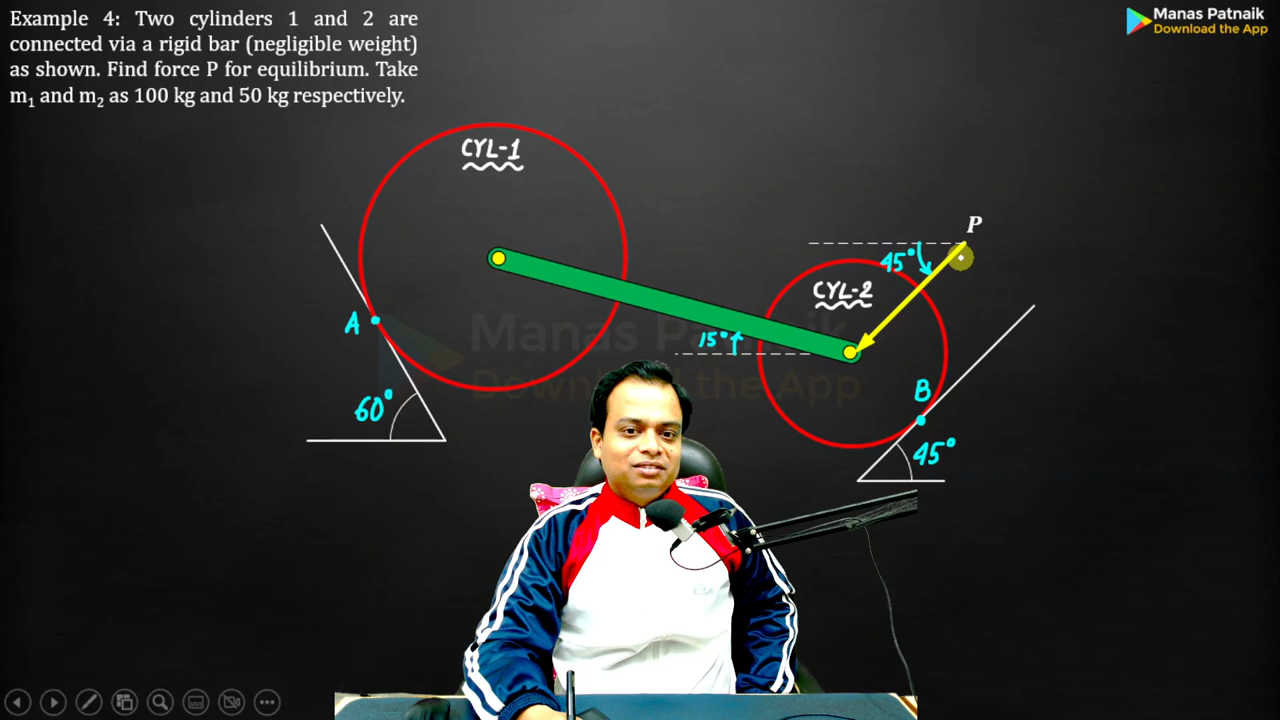 Example 4: Two cylinders 1 and 2 are
connected via a rigid bar (negligible weight)
as shown. Find force P for equilibrium. Take
m₁ and m₂ as 100 kg and 50 kg respectively.
Manas Patnaik
Download the App
CYL-1
P
45°
CYL-2
A
Manas Patnaik
15°
Download the App
B
60°
45°